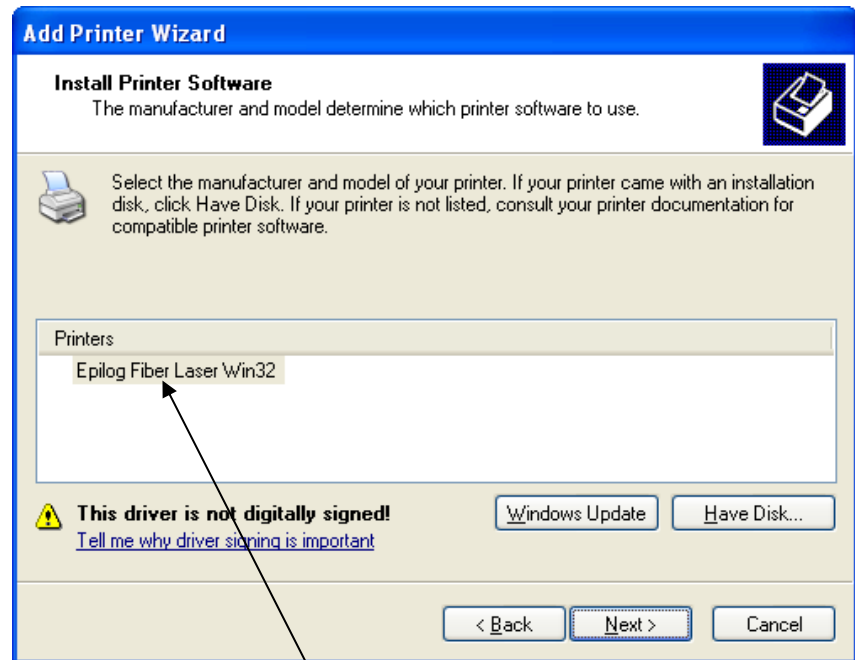 Add Printer Wizard
Install Printer Software
The manufacturer and model determine which printer software to use.
Select the manufacturer and model of your printer. If your printer came with an installation
disk, click Have Disk. If your printer is not listed, consult your printer documentation for
compatible printer software.
Printers
Epilog Fiber Laser Win32
This driver is not digitally signed!
Tell me why driver signing is important
Windows Update
Have Disk...
< Back
Next >
Cancel